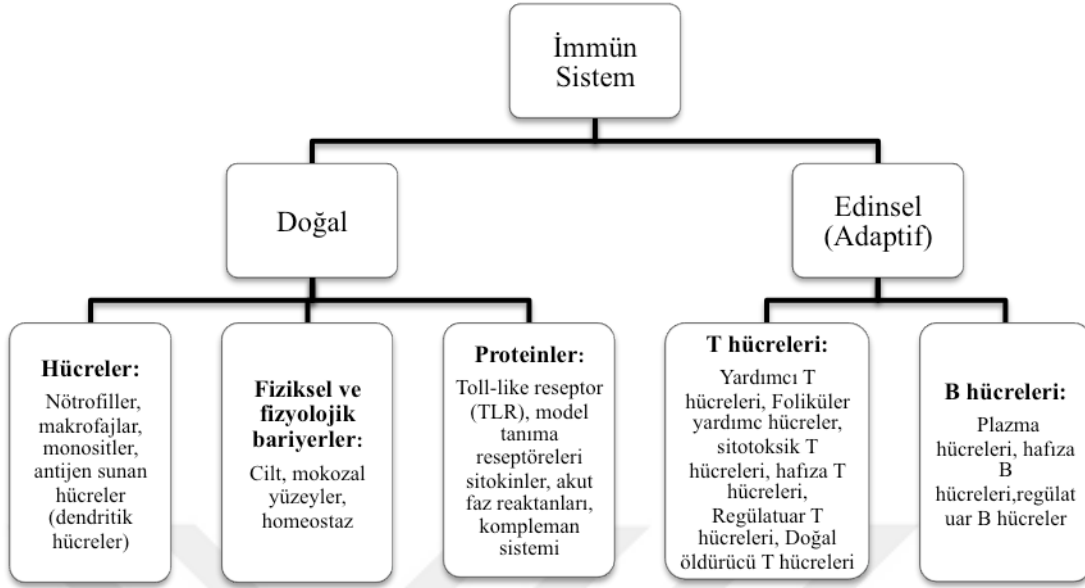 İmmün
Sistem
Doğal
Edinsel
(Adaptif)
Hücreler:
Nötrofiller,
makrofajlar,
monositler,
antijen sunan
hücreler
(dendritik
hücreler)
Fiziksel ve
fizyolojik
bariyerler:
Cilt, mokozal
yüzeyler,
homeostaz
Proteinler:
Toll-like reseptor
(TLR), model
tanıma
reseptöreleri
sitokinler, akut
faz reaktanları,
kompleman
sistemi
T hücreleri:
Yardımcı T
hücreleri, Foliküler
yardımc hücreler,
sitotoksik T
hücreleri, hafıza T
hücreleri,
Regülatuar T
hücreleri, Doğal
öldürücü T hücreleri
B hücreleri:
Plazma
hücreleri, hafıza
B
hücreleri,regülat
uar B hücreler